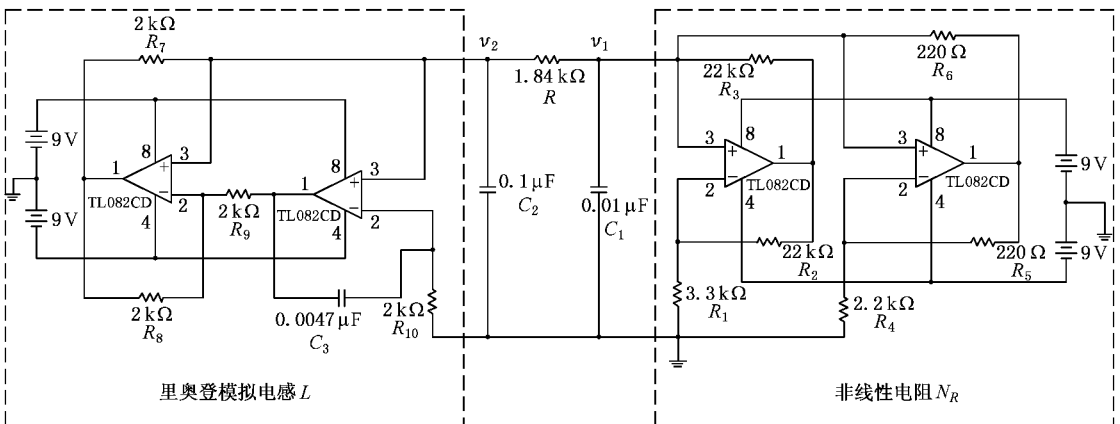 2 kΩ
R7
v2
v1
1.84 kΩ
R
22 kΩ
R3
220 Ω
R6
9 V
9 V
8
1
3
+
−
2
4
TL082CD
2 kΩ
R9
8
1
3
+
−
2
4
TL082CD
0.1 μF
C2
0.01 μF
C1
3
2
+
−
8
1
4
TL082CD
3
2
+
−
8
1
4
TL082CD
9 V
9 V
22 kΩ
R2
220 Ω
R5
2 kΩ
R8
0.0047 μF
C3
2 kΩ
R10
3.3 kΩ
R1
2.2 kΩ
R4
里奥登模拟电感 L
非线性电阻 NR